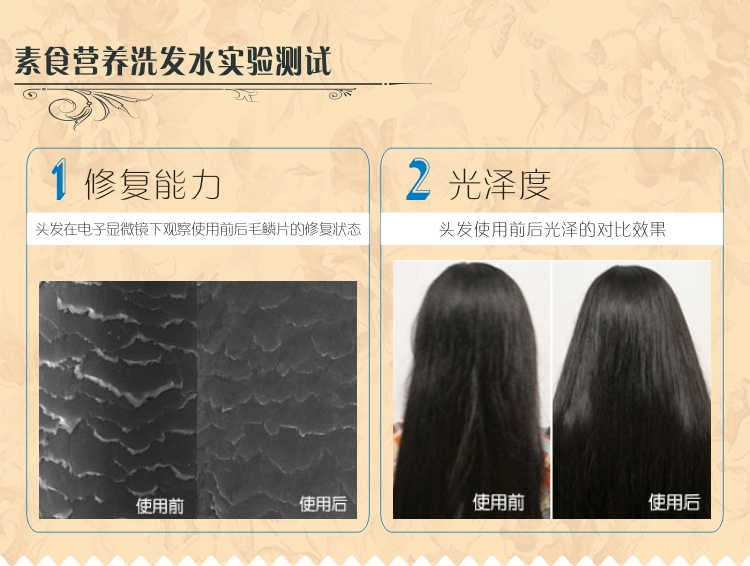 素食营养洗发水实验测试
1 修复能力
头发在电子显微镜下观察使用前后毛鳞片的修复状态
使用前
使用后
2 光泽度
头发使用前后光泽的对比效果
使用前
使用后